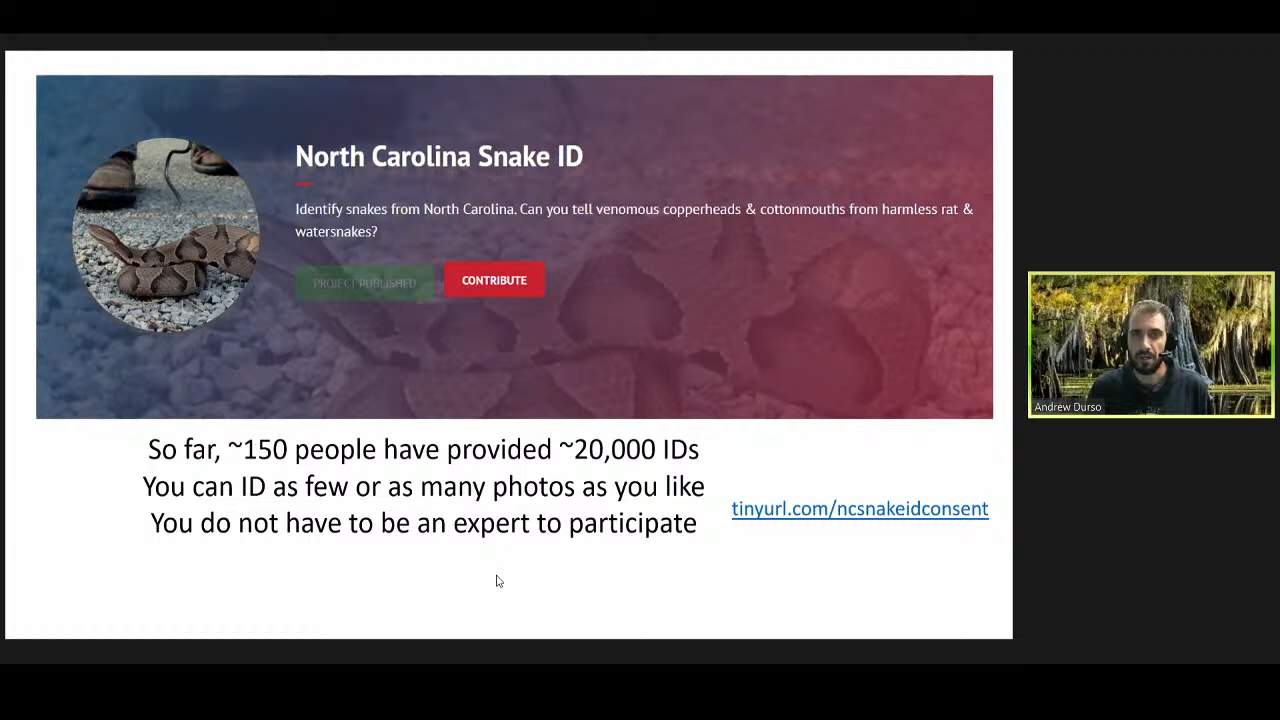 North Carolina Snake ID
Identify snakes from North Carolina. Can you tell venomous copperheads & cottonmouths from harmless rat &
watersnakes?
PROJECT PUBLISHED
CONTRIBUTE
So far, ~150 people have provided ~20,000 IDs
You can ID as few or as many photos as you like
You do not have to be an expert to participate
tinyurl.com/ncsnakeidconsent
Andrew Durso